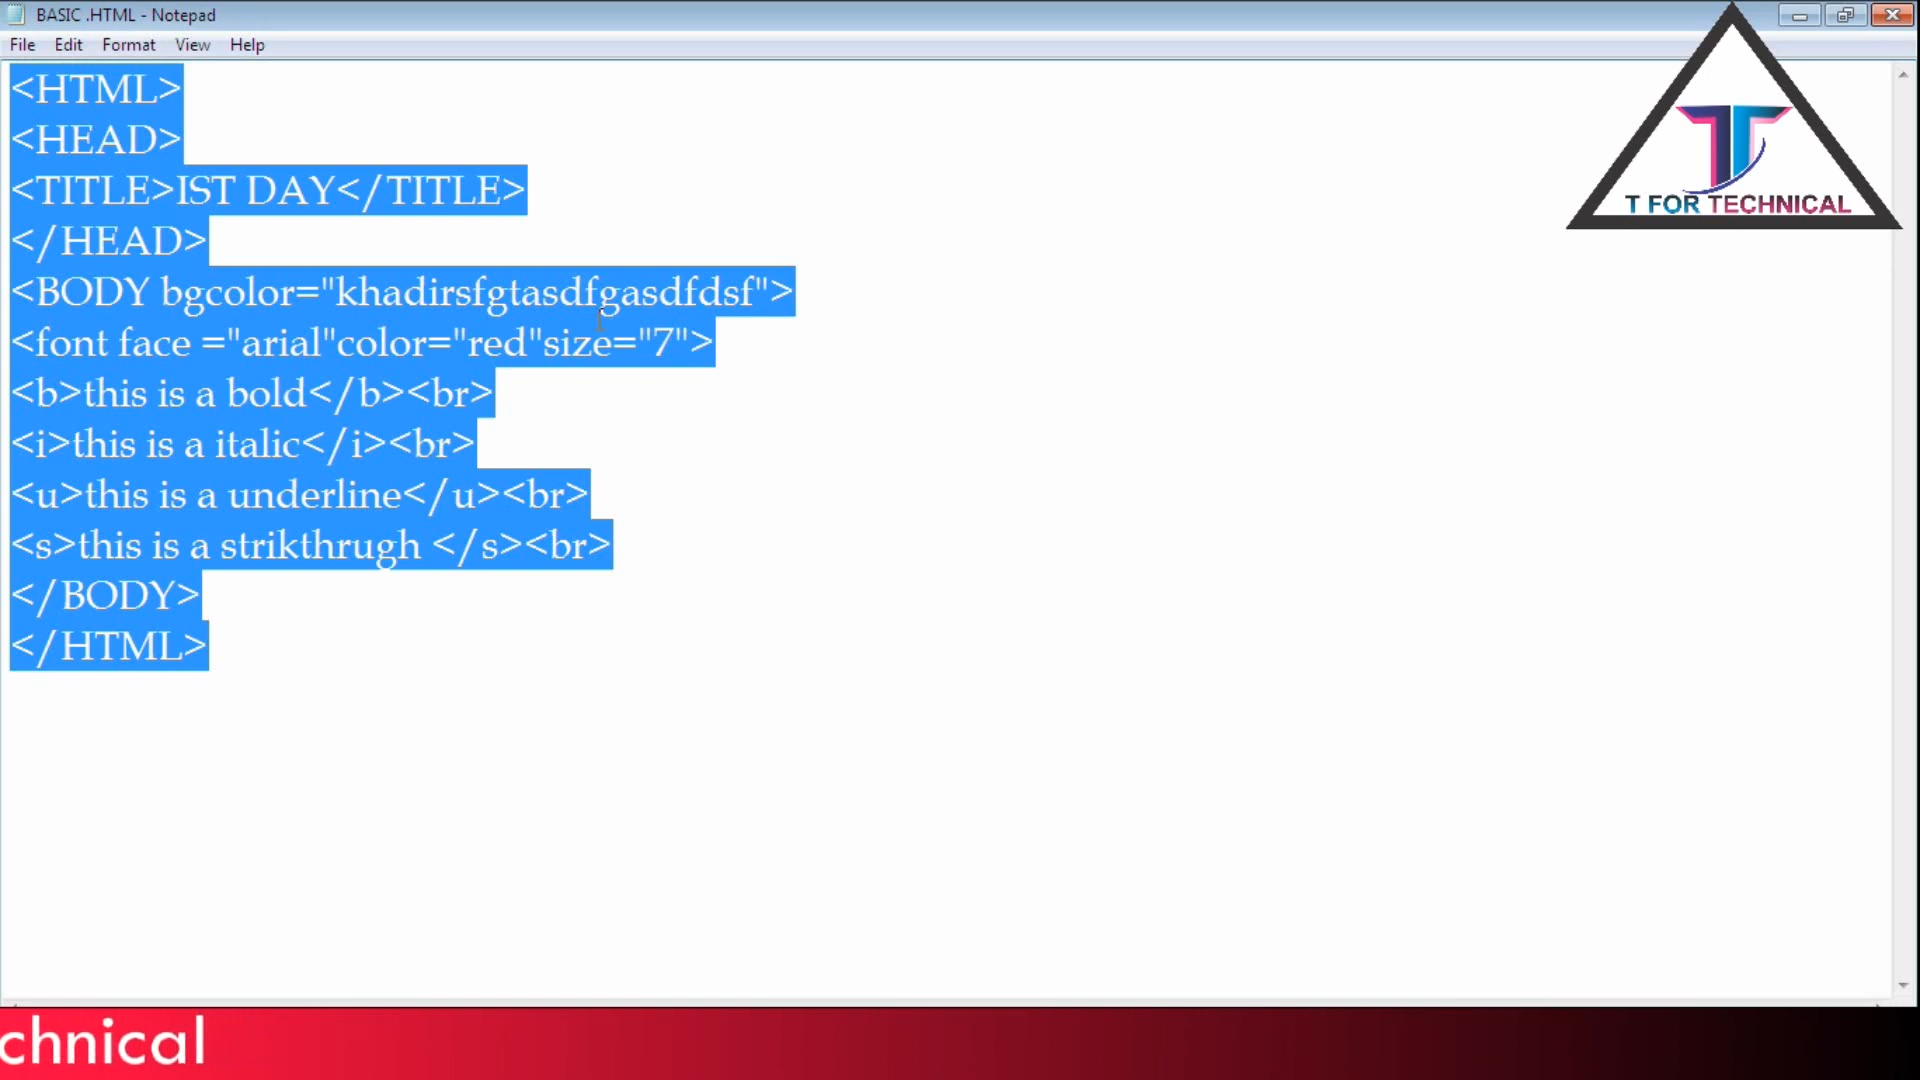 BASIC .HTML - Notepad
File Edit Format View Help
<HTML>
<HEAD>
<TITLE>IST DAY</TITLE>
</HEAD>
<BODY bgcolor="khadirsfgtasdfgasdfdsf">
<font face ="arial"color="red"size="7">
<b>this is a bold</b><br>
<i>this is a italic</i><br>
<u>this is a underline</u><br>
<s>this is a strikthrugh </s><br>
</BODY>
</HTML>
T FOR TECHNICAL
chnical